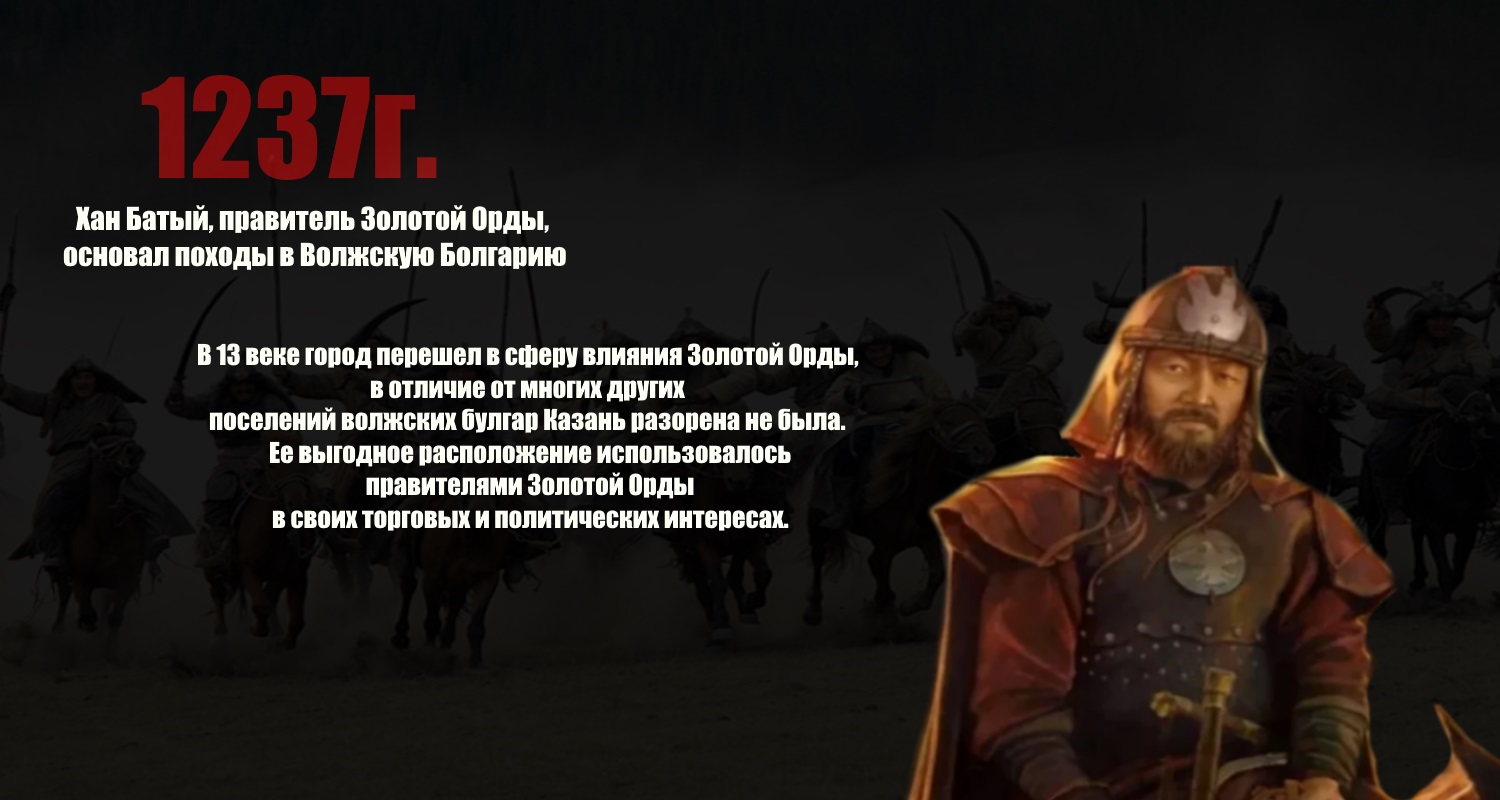 1237г.
Хан Батый, правитель Золотой Орды,
основал походы в Волжскую Болгарию
В 13 веке город перешел в сферу влияния Золотой Орды,
в отличие от многих других
поселений волжских булгар Казань разорена не была.
Ее выгодное расположение использовалось
правителями Золотой Орды
в своих торговых и политических интересах.